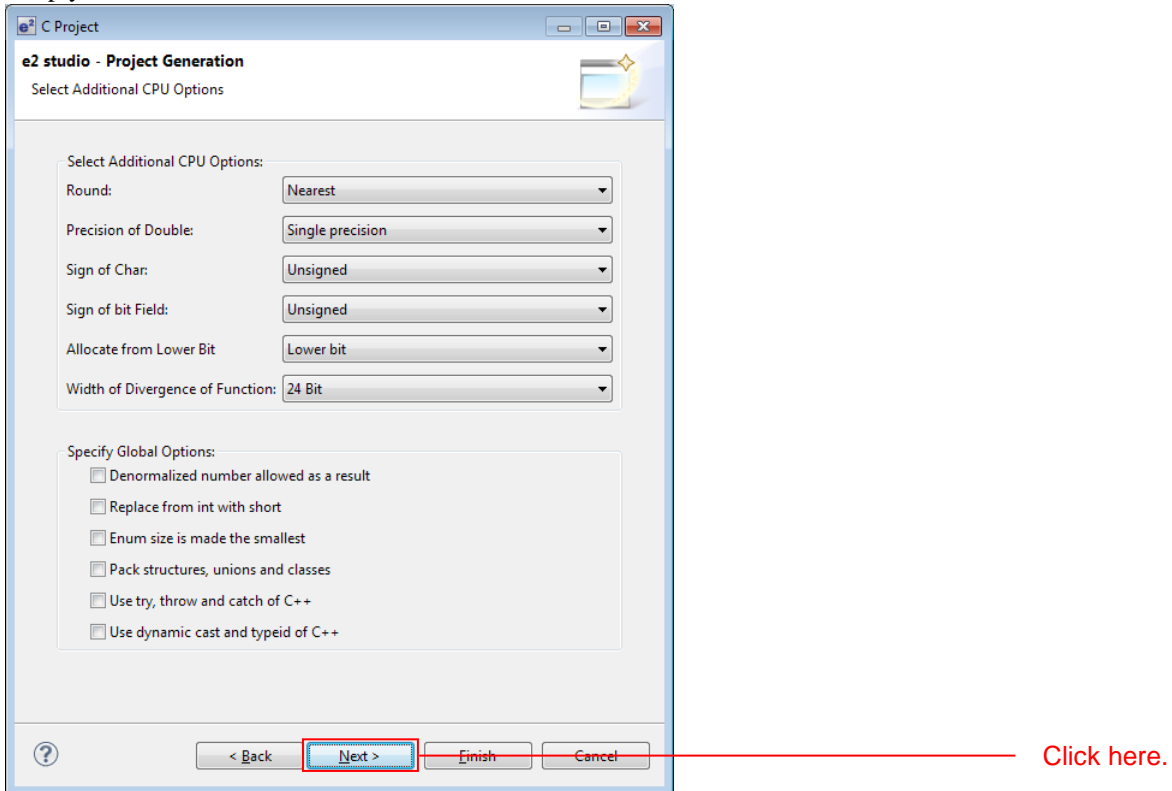 e² C Project
e2 studio - Project Generation
Select Additional CPU Options
Select Additional CPU Options:
Round: Nearest
Precision of Double: Single precision
Sign of Char: Unsigned
Sign of bit Field: Unsigned
Allocate from Lower Bit Lower bit
Width of Divergence of Function: 24 Bit
Specify Global Options:
Denormalized number allowed as a result
Replace from int with short
Enum size is made the smallest
Pack structures, unions and classes
Use try, throw and catch of C++
Use dynamic cast and typeid of C++
? < Back Next > Finish Cancel Click here.